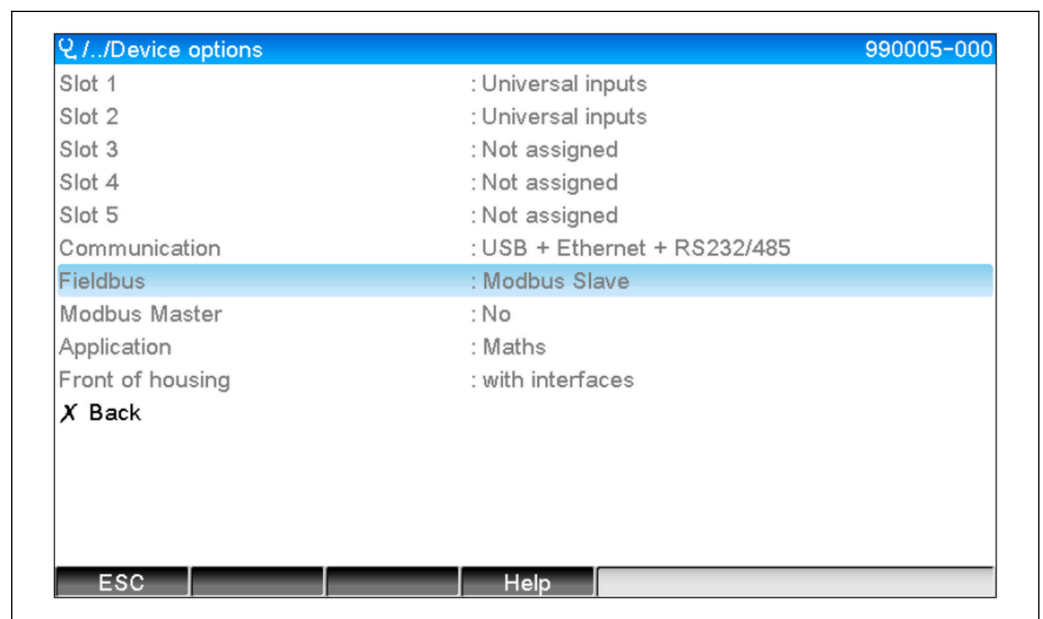 /../Device options 990005-000
Slot 1 : Universal inputs
Slot 2 : Universal inputs
Slot 3 : Not assigned
Slot 4 : Not assigned
Slot 5 : Not assigned
Communication : USB + Ethernet + RS232/485
Fieldbus : Modbus Slave
Modbus Master : No
Application : Maths
Front of housing : with interfaces
X Back
ESC Help